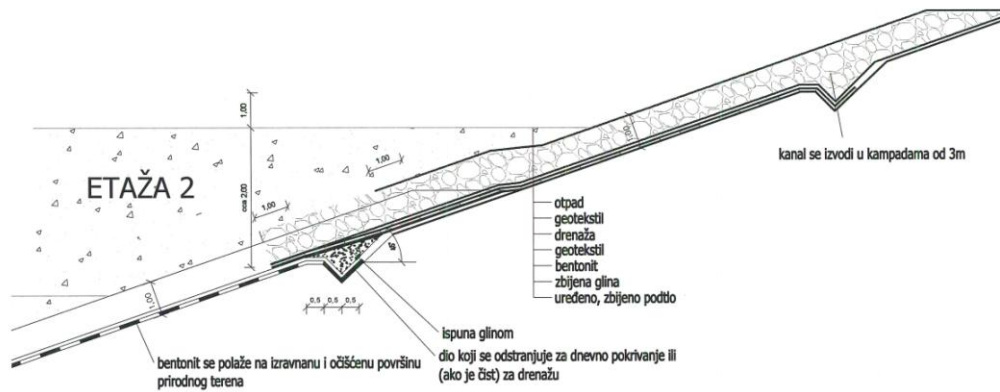 1,00
1,00
kanal se izvodi u kampadama od 3m
ETAŽA 2
cca 2,00
1,00
1,00
otpad
geotekstil
drenaža
geotekstil
bentonit
zbijena glina
uređeno, zbijeno podtlo
1,00
0,5 0,5 0,5
ispuna glinom
bentonit se polaže na izravnanu i očišćenu površinu
prirodnog terena
dio koji se odstranjuje za dnevno pokrivanje ili
(ako je čist) za drenažu